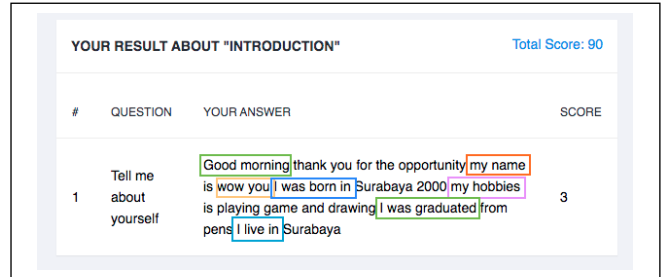 YOUR RESULT ABOUT "INTRODUCTION"
Total Score: 90
# QUESTION YOUR ANSWER SCORE
1
Tell me
about
yourself
Good morning thank you for the opportunity my name
is wow you I was born in Surabaya 2000 my hobbies
is playing game and drawing I was graduated from
pens I live in Surabaya
3